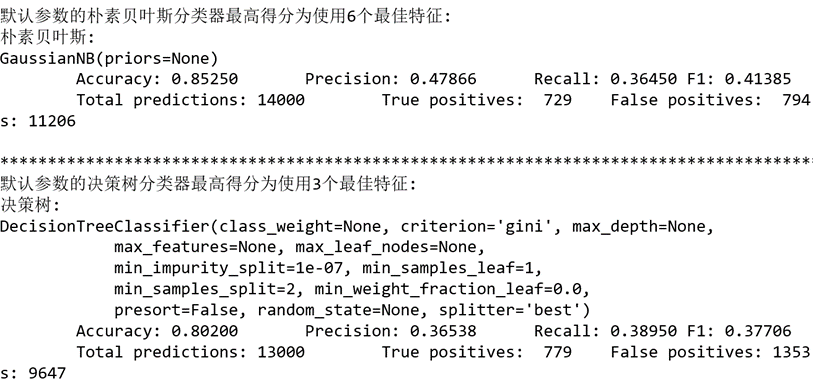 默认参数的朴素贝叶斯分类器最高得分为使用6个最佳特征:
朴素贝叶斯:
GaussianNB(priors=None)
Accuracy: 0.85250 Precision: 0.47866 Recall: 0.36450 F1: 0.41385
Total predictions: 14000 True positives: 729 False positives: 794
s: 11206
**************************************************************************************
默认参数的决策树分类器最高得分为使用3个最佳特征:
决策树:
DecisionTreeClassifier(class_weight=None, criterion='gini', max_depth=None,
max_features=None, max_leaf_nodes=None,
min_impurity_split=1e-07, min_samples_leaf=1,
min_samples_split=2, min_weight_fraction_leaf=0.0,
presort=False, random_state=None, splitter='best')
Accuracy: 0.80200 Precision: 0.36538 Recall: 0.38950 F1: 0.37706
Total predictions: 13000 True positives: 779 False positives: 1353
s: 9647